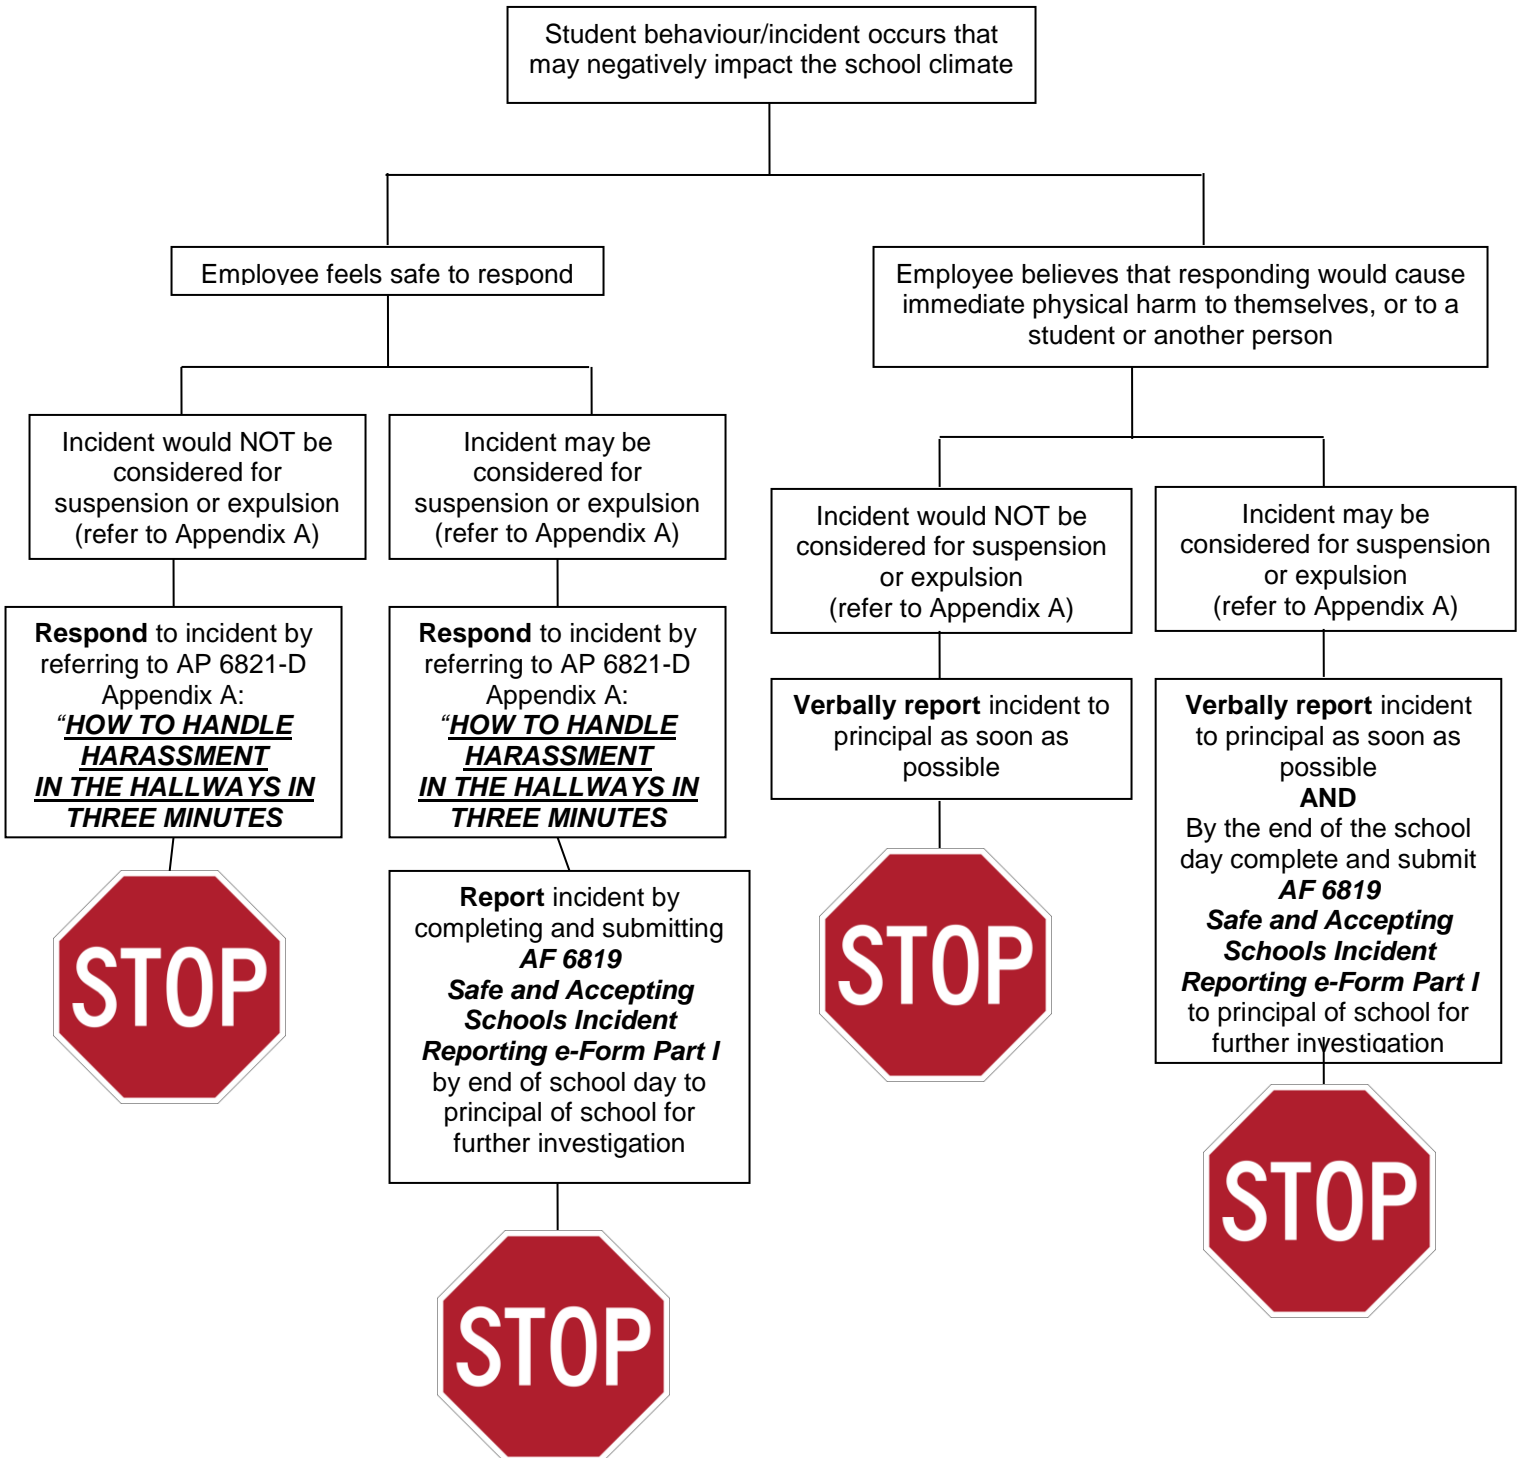 Student behaviour/incident occurs that
may negatively impact the school climate
Employee feels safe to respond
Employee believes that responding would cause
immediate physical harm to themselves, or to a
student or another person
Incident would NOT be
considered for
suspension or expulsion
(refer to Appendix A)
Incident may be
considered for
suspension or expulsion
(refer to Appendix A)
Incident would NOT be
considered for suspension
or expulsion
(refer to Appendix A)
Incident may be
considered for suspension
or expulsion
(refer to Appendix A)
Respond to incident by
referring to AP 6821-D
Appendix A:
“HOW TO HANDLE
HARASSMENT
IN THE HALLWAYS IN
THREE MINUTES
Respond to incident by
referring to AP 6821-D
Appendix A:
“HOW TO HANDLE
HARASSMENT
IN THE HALLWAYS IN
THREE MINUTES
Verbally report incident to
principal as soon as
possible
Verbally report incident
to principal as soon as
possible
AND
By the end of the school
day complete and submit
AF 6819
Safe and Accepting
Schools Incident
Reporting e-Form Part I
to principal of school for
further investigation
STOP
Report incident by
completing and submitting
AF 6819
Safe and Accepting
Schools Incident
Reporting e-Form Part I
by end of school day to
principal of school for
further investigation
STOP
STOP
STOP